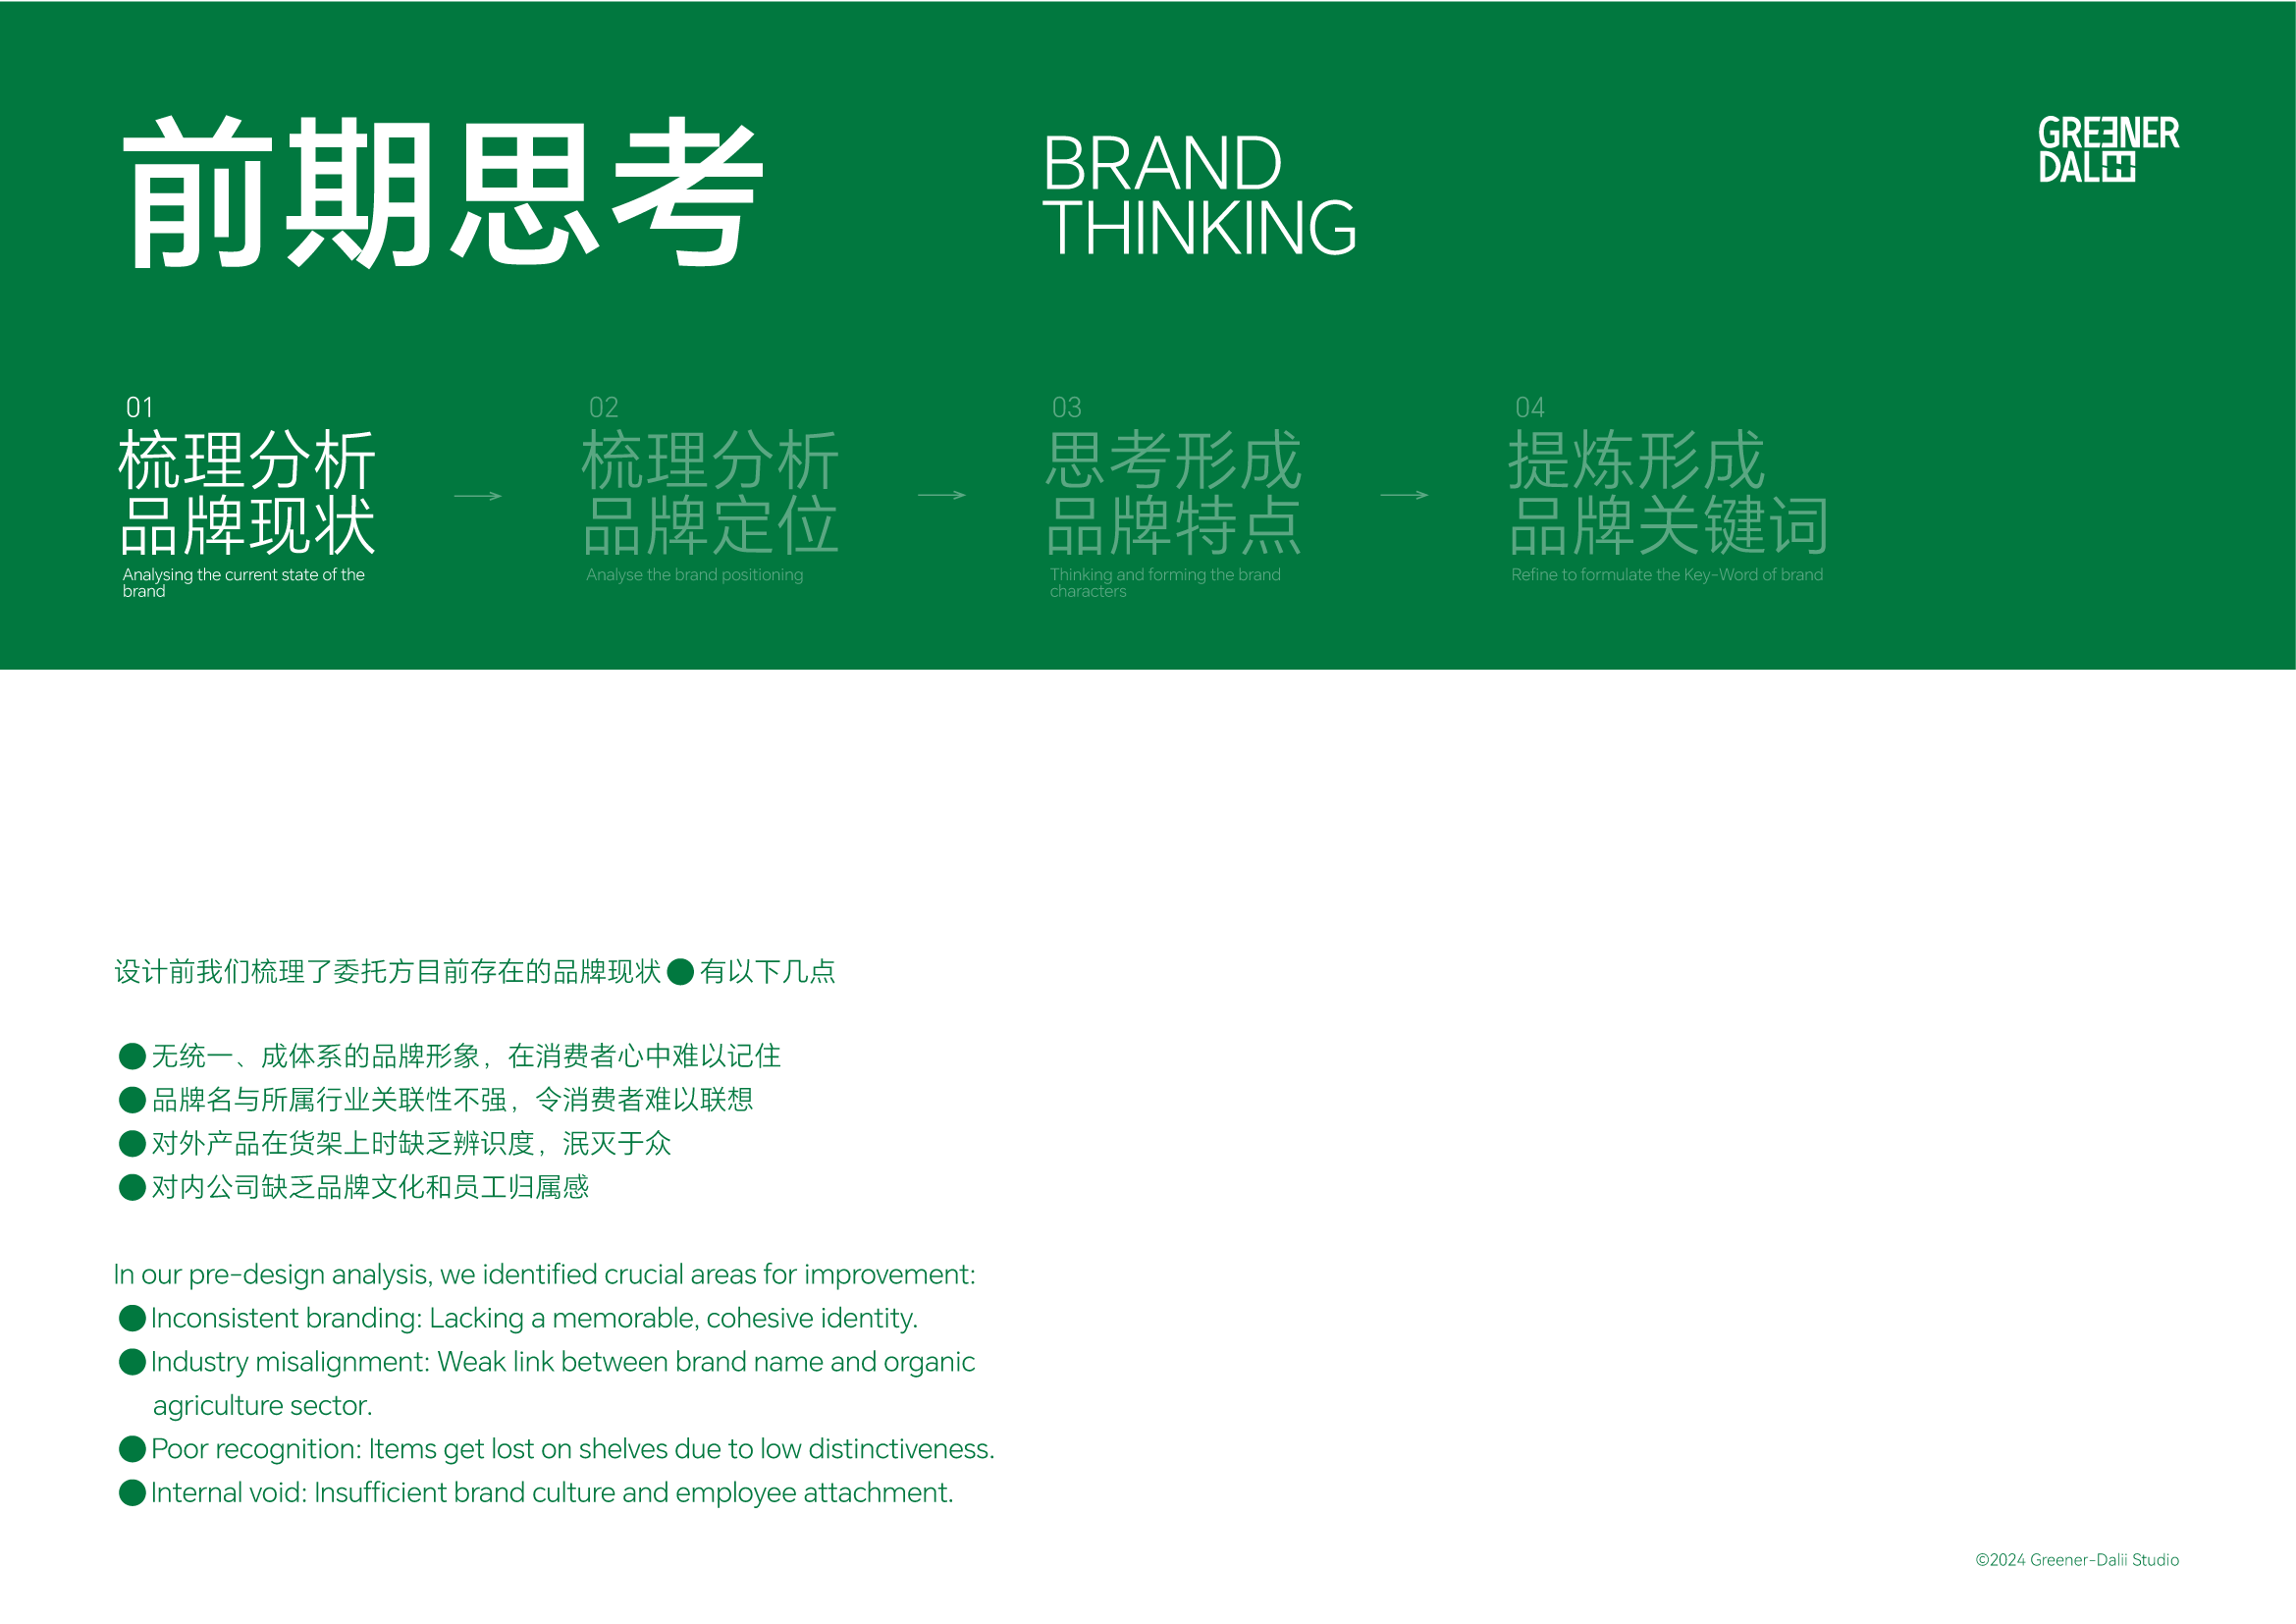 前期思考
BRAND
THINKING
GREENER
DALII
01
梳理分析
品牌现状
Analysing the current state of the
brand
02
梳理分析
品牌定位
Analyse the brand positioning
03
思考形成
品牌特点
Thinking and forming the brand
characters
04
提炼形成
品牌关键词
Refine to formulate the Key-Word of brand
设计前我们梳理了委托方目前存在的品牌现状●有以下几点
●无统一、成体系的品牌形象，在消费者心中难以记住
●品牌名与所属行业关联性不强，令消费者难以联想
●对外产品在货架上时缺乏辨识度，泯灭于众
●对内公司缺乏品牌文化和员工归属感
In our pre-design analysis, we identified crucial areas for improvement:
●Inconsistent branding: Lacking a memorable, cohesive identity.
●Industry misalignment: Weak link between brand name and organic
agriculture sector.
●Poor recognition: Items get lost on shelves due to low distinctiveness.
●Internal void: Insufficient brand culture and employee attachment.
©2024 Greener-Dalii Studio